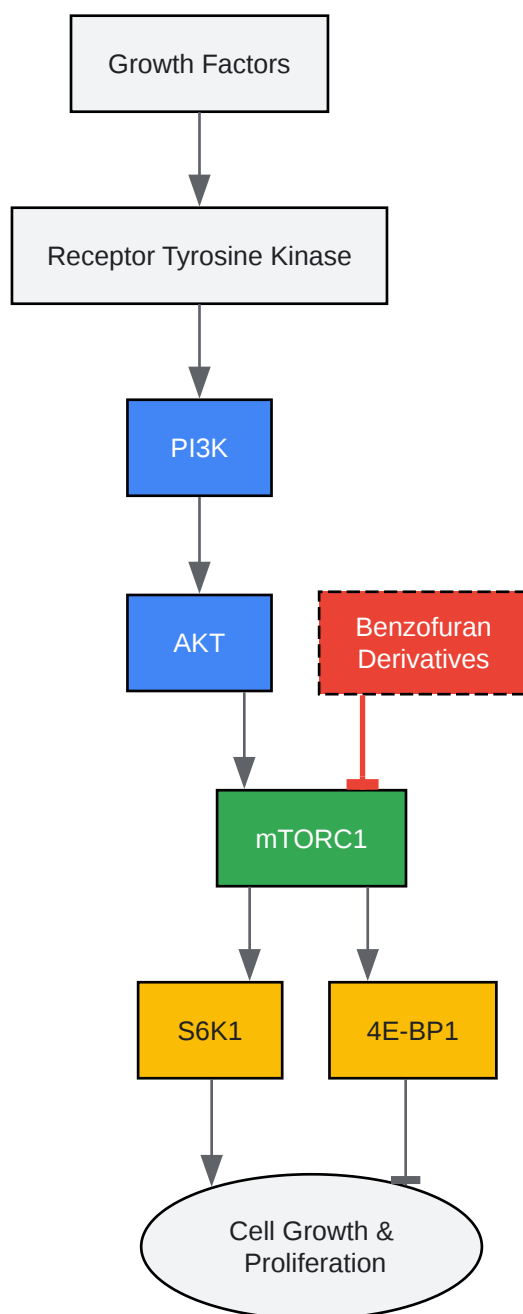 Growth Factors
Receptor Tyrosine Kinase
PI3K
AKT
Benzofuran
Derivatives
mTORC1
S6K1
4E-BP1
Cell Growth &
Proliferation